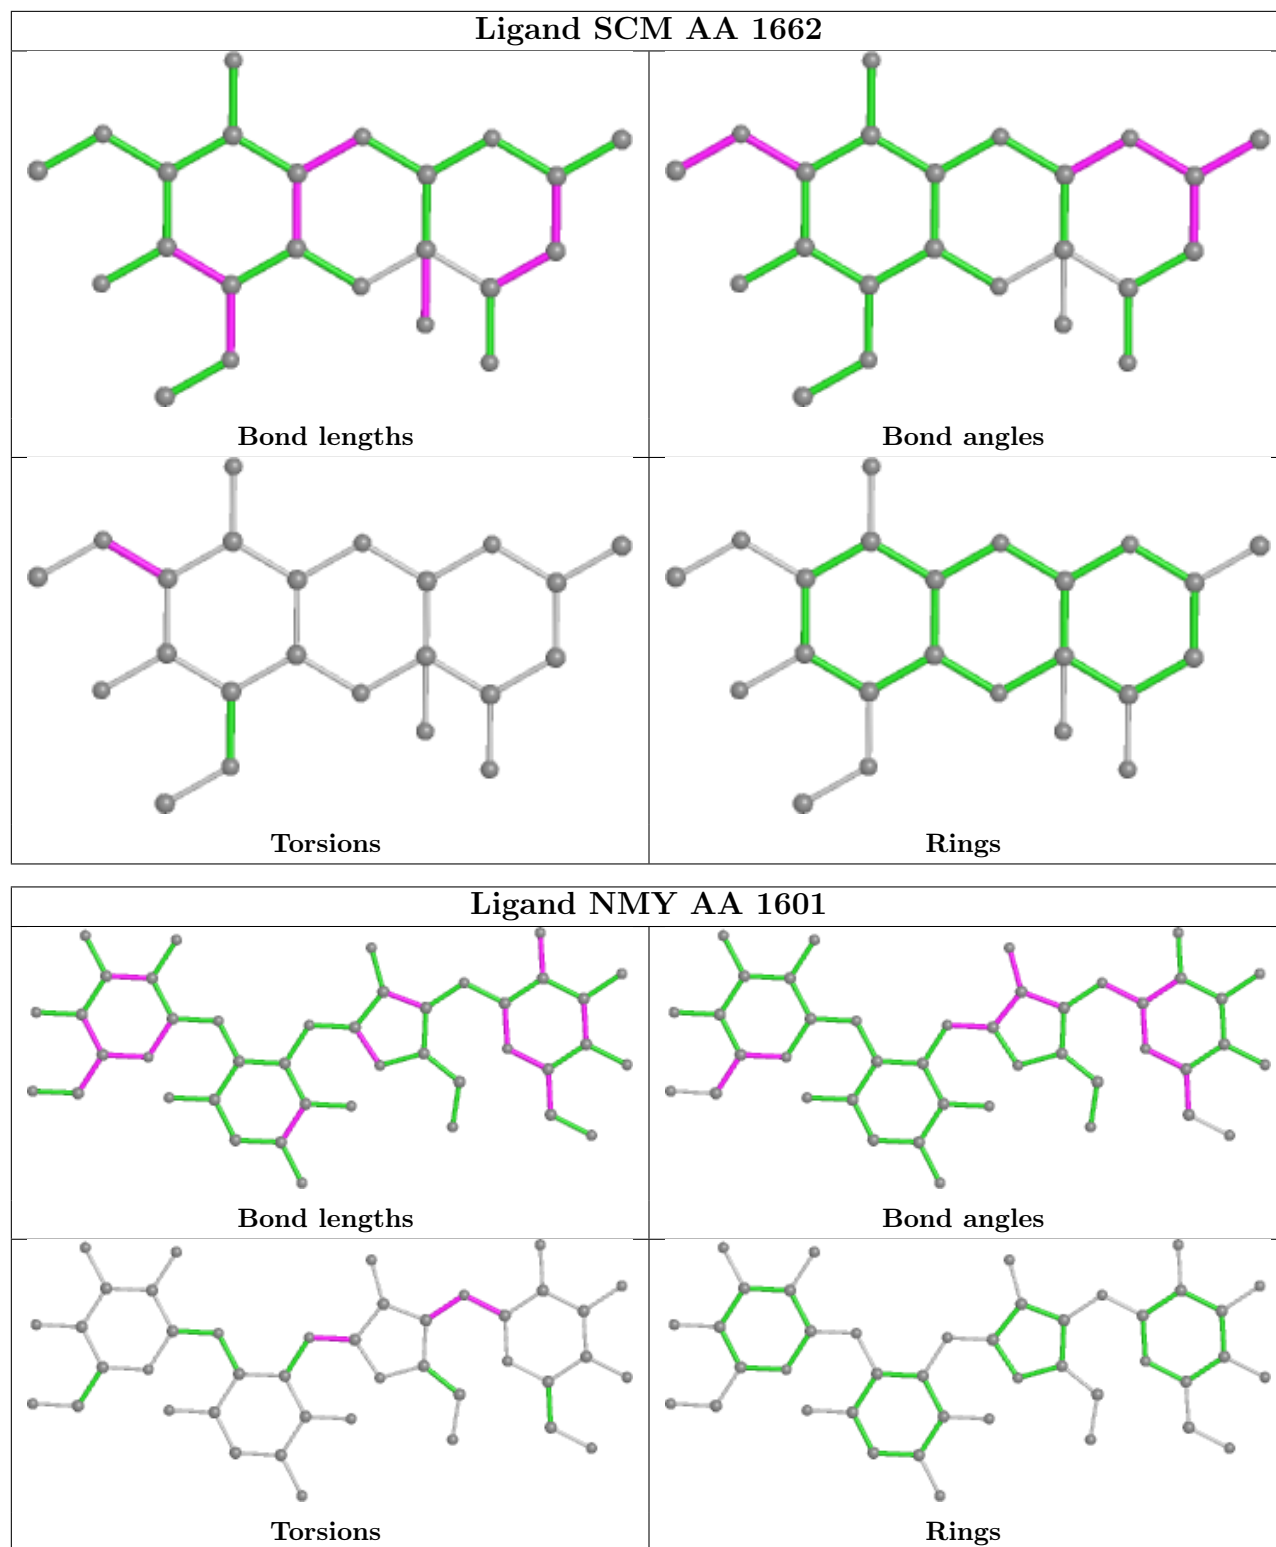 Ligand SCM AA 1662
Bond lengths
Bond angles
Torsions
Rings
Ligand NMY AA 1601
Bond lengths
Bond angles
Torsions
Rings